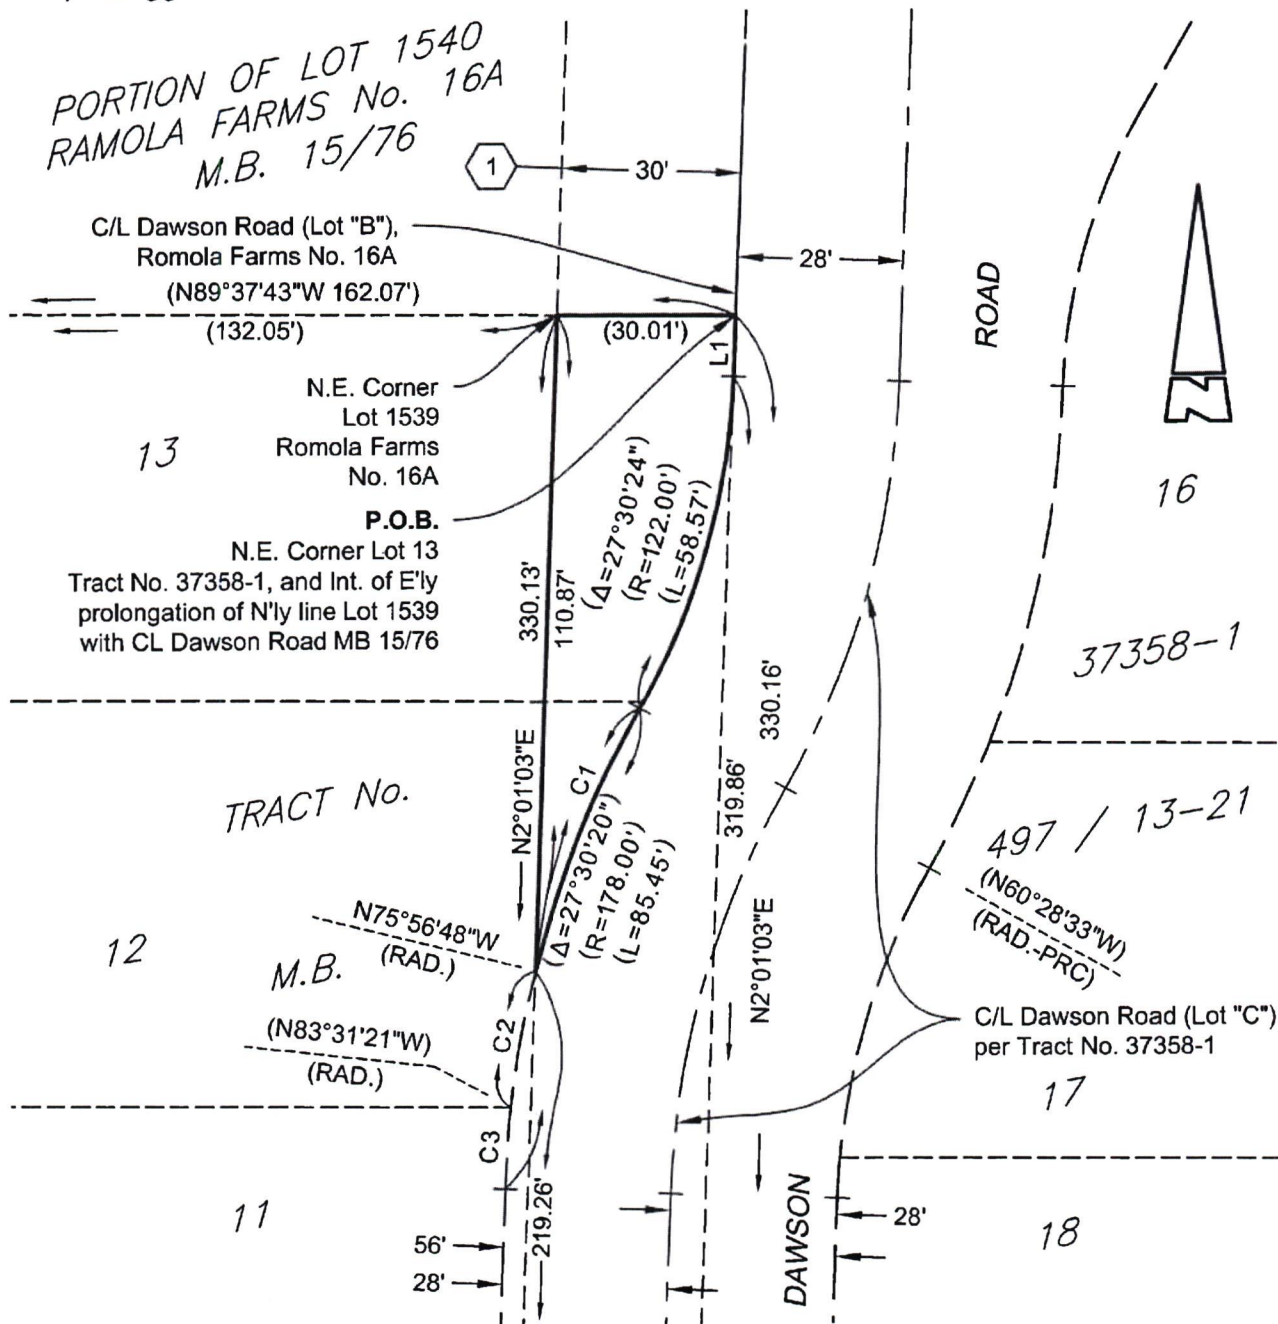 PORTION OF LOT 1540
RAMOLA FARMS No. 16A
M.B. 15/76
1
30'
C/L Dawson Road (Lot "B"),
Romola Farms No. 16A
28'
(N89°37'43"W 162.07')
(132.05')
(30.01')
L1
ROAD
N
N.E. Corner
Lot 1539
Romola Farms
No. 16A
13
16
P.O.B.
N.E. Corner Lot 13
Tract No. 37358-1, and Int. of E'ly
prolongation of N'ly line Lot 1539
with CL Dawson Road MB 15/76
330.13'
110.87'
(Δ=27°30'24")
(R=122.00')
(L=58.57')
37358-1
330.16'
319.86'
N2°01'03"E
C1
TRACT No.
(Δ=27°30'20")
(R=178.00')
(L=85.45')
497 / 13-21
(N60°28'33"W)
(RAD.-PRC)
N75°56'48"W
(RAD.)
12
M.B.
N2°01'03"E
C2
(N83°31'21"W)
(RAD.)
C/L Dawson Road (Lot "C")
per Tract No. 37358-1
17
C3
11
219.26'
DAWSON
28'
18
56'
28'